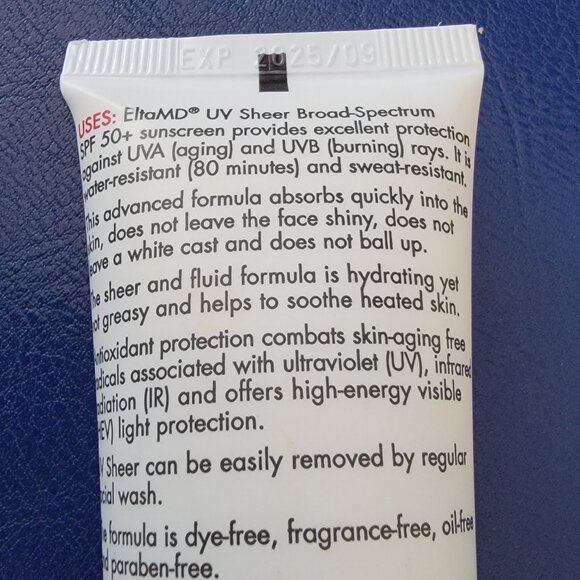 EXP 2025/09
USES: EltaMD® UV Sheer Broad-Spectrum
SPF 50+ sunscreen provides excellent protection
against UVA (aging) and UVB (burning) rays. It is
water-resistant (80 minutes) and sweat-resistant.
This advanced formula absorbs quickly into the
skin, does not leave the face shiny, does not
leave a white cast and does not ball up.
The sheer and fluid formula is hydrating yet
not greasy and helps to soothe heated skin.
Antioxidant protection combats skin-aging free
radicals associated with ultraviolet (UV), infrared
radiation (IR) and offers high-energy visible
(HEV) light protection.
UV Sheer can be easily removed by regular
facial wash.
The formula is dye-free, fragrance-free, oil-free
and paraben-free.